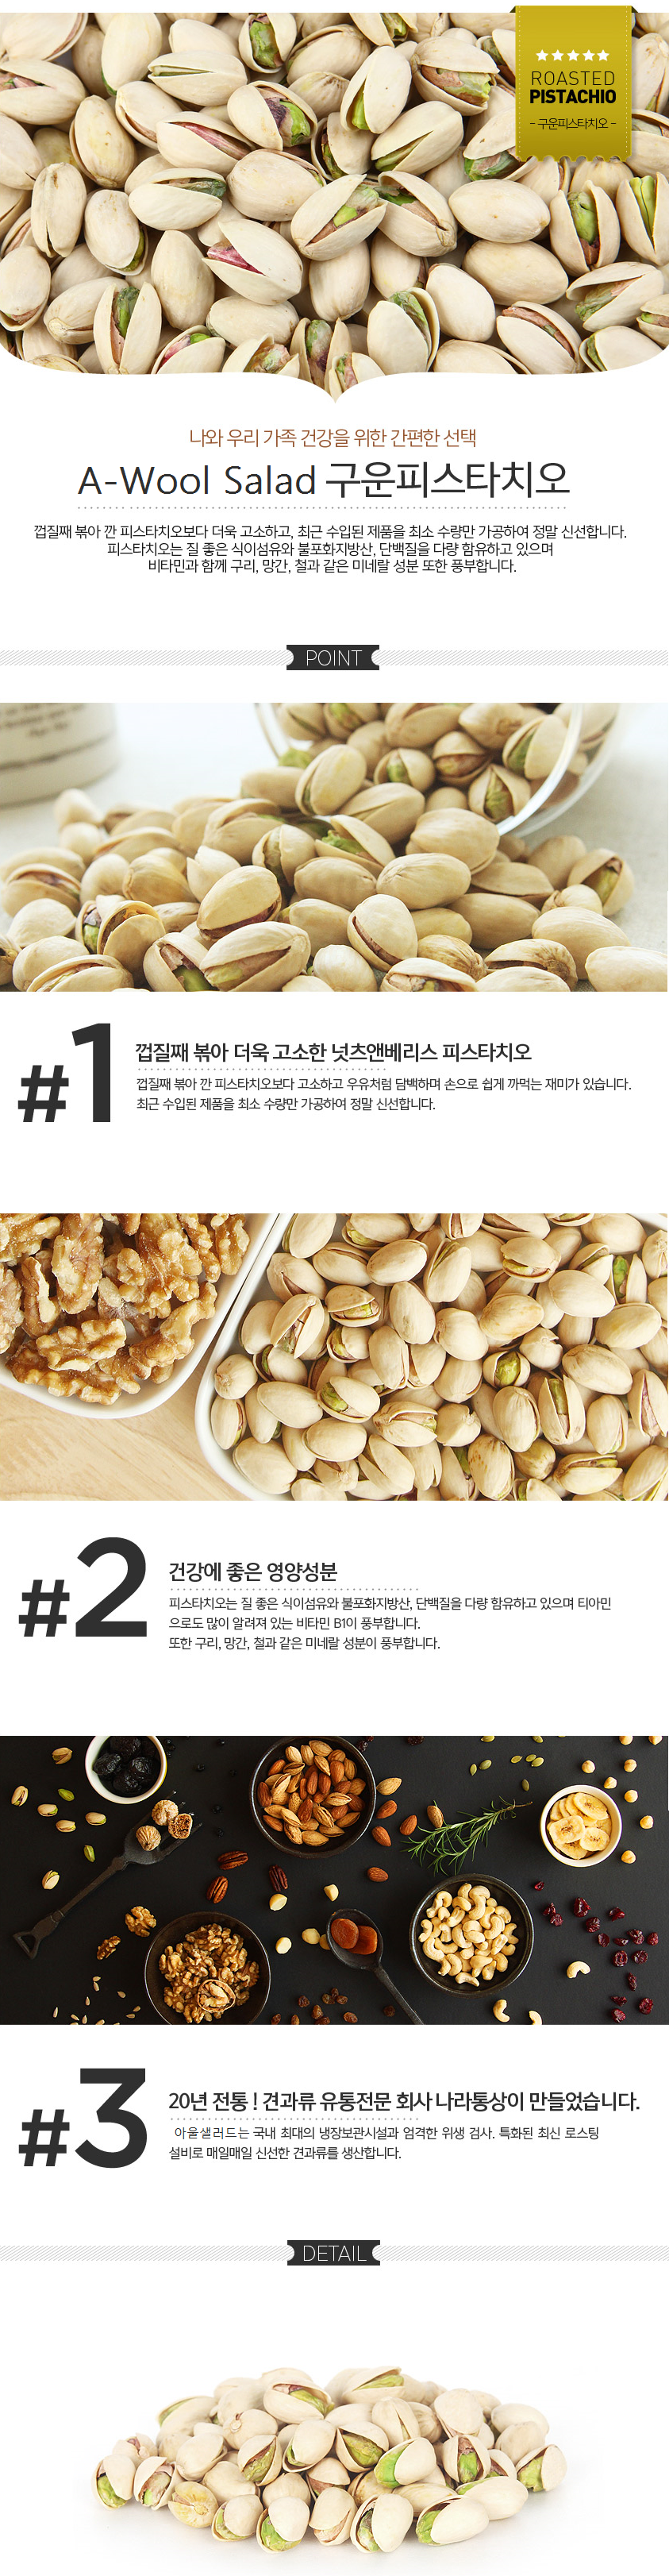 ROASTED
PISTACHIO
- 구운피스타치오 -
나와 우리 가족 건강을 위한 간편한 선택
A-Wool Salad 구운피스타치오
껍질째 볶아 깐 피스타치오보다 더욱 고소하고, 최근 수입된 제품을 최소 수량만 가공하여 정말 신선합니다.
피스타치오는 질 좋은 식이섬유와 불포화지방산, 단백질을 다량 함유하고 있으며
비타민과 함께 구리, 망간, 철과 같은 미네랄 성분 또한 풍부합니다.
POINT
#1
껍질째 볶아 더욱 고소한 넛츠앤베리스 피스타치오
껍질째 볶아 깐 피스타치오보다 고소하고 우유처럼 담백하며 손으로 쉽게 까먹는 재미가 있습니다.
최근 수입된 제품을 최소 수량만 가공하여 정말 신선합니다.
#2
건강에 좋은 영양성분
피스타치오는 질 좋은 식이섬유와 불포화지방산, 단백질을 다량 함유하고 있으며 티아민
으로도 많이 알려져 있는 비타민 B1이 풍부합니다.
또한 구리, 망간, 철과 같은 미네랄 성분이 풍부합니다.
#3
20년 전통 ! 견과류 유통전문 회사 나라통상이 만들었습니다.
아울샐러드는 국내 최대의 냉장보관시설과 엄격한 위생 검사. 특화된 최신 로스팅
설비로 매일매일 신선한 견과류를 생산합니다.
DETAIL